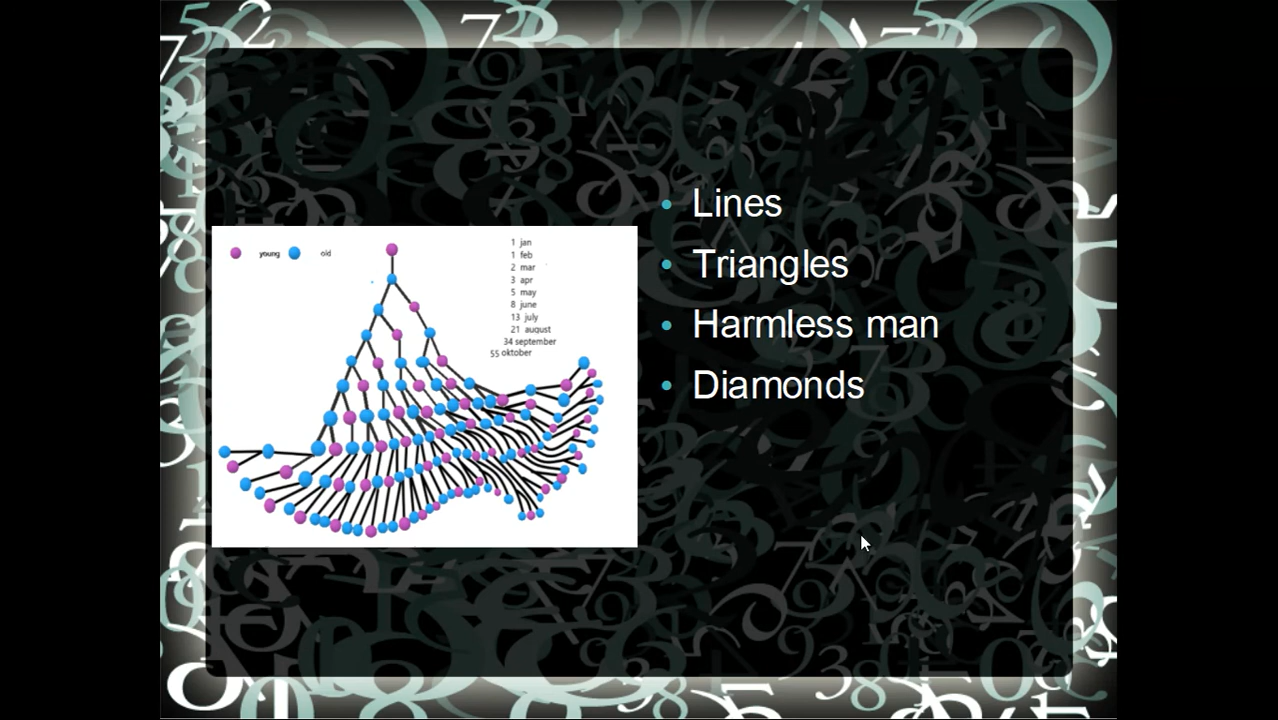 young old
1 jan
1 feb
2 mar
3 apr
5 may
8 june
13 july
21 august
34 september
55 oktober
• Lines
• Triangles
• Harmless man
• Diamonds